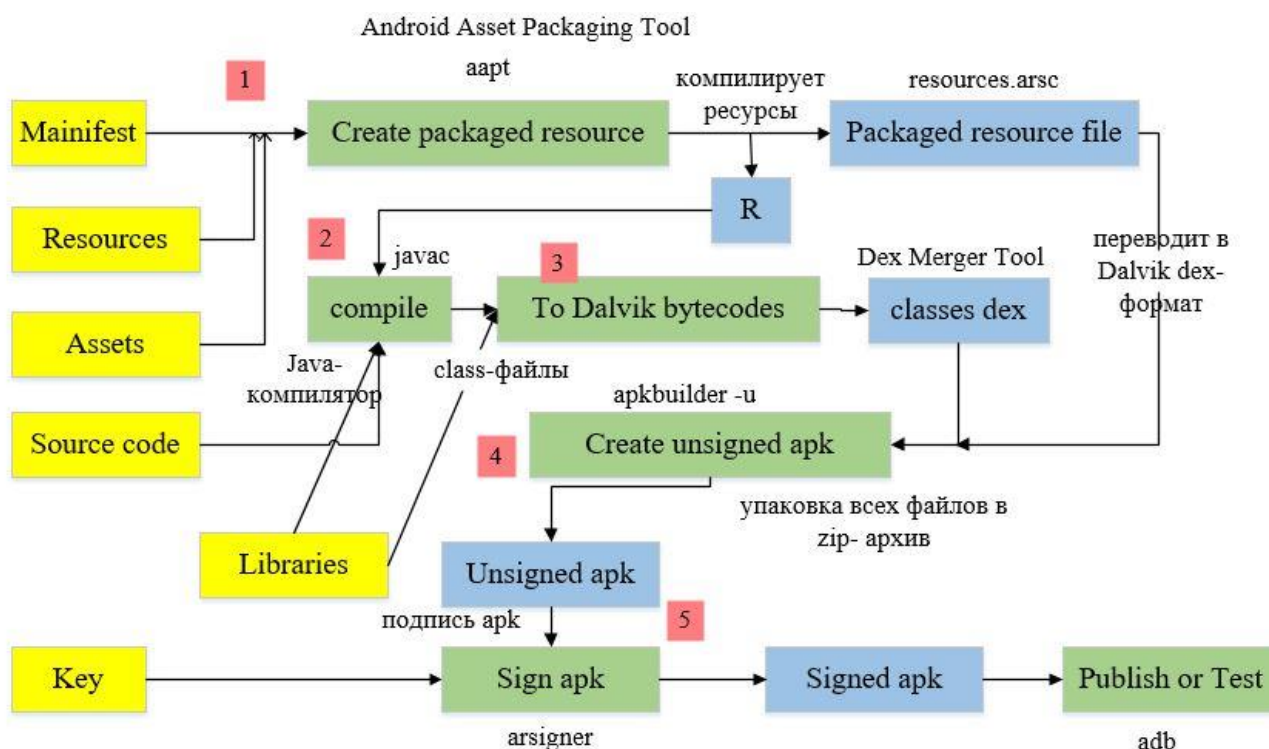 Android Asset Packaging Tool
aapt
1
компилирует
ресурсы
resources.arsc
Mainifest
Create packaged resource
Packaged resource file
R
Resources
2
javac
3
Dex Merger Tool
переводит в
Dalvik dex-
формат
compile
To Dalvik bytecodes
classes dex
Assets
Java-
компилятор
class-файлы
apkbuilder -u
Source code
Create unsigned apk
4
упаковка всех файлов в
zip- архив
Libraries
Unsigned apk
подпись apk
5
Key
Sign apk
Signed apk
Publish or Test
arsigner
adb